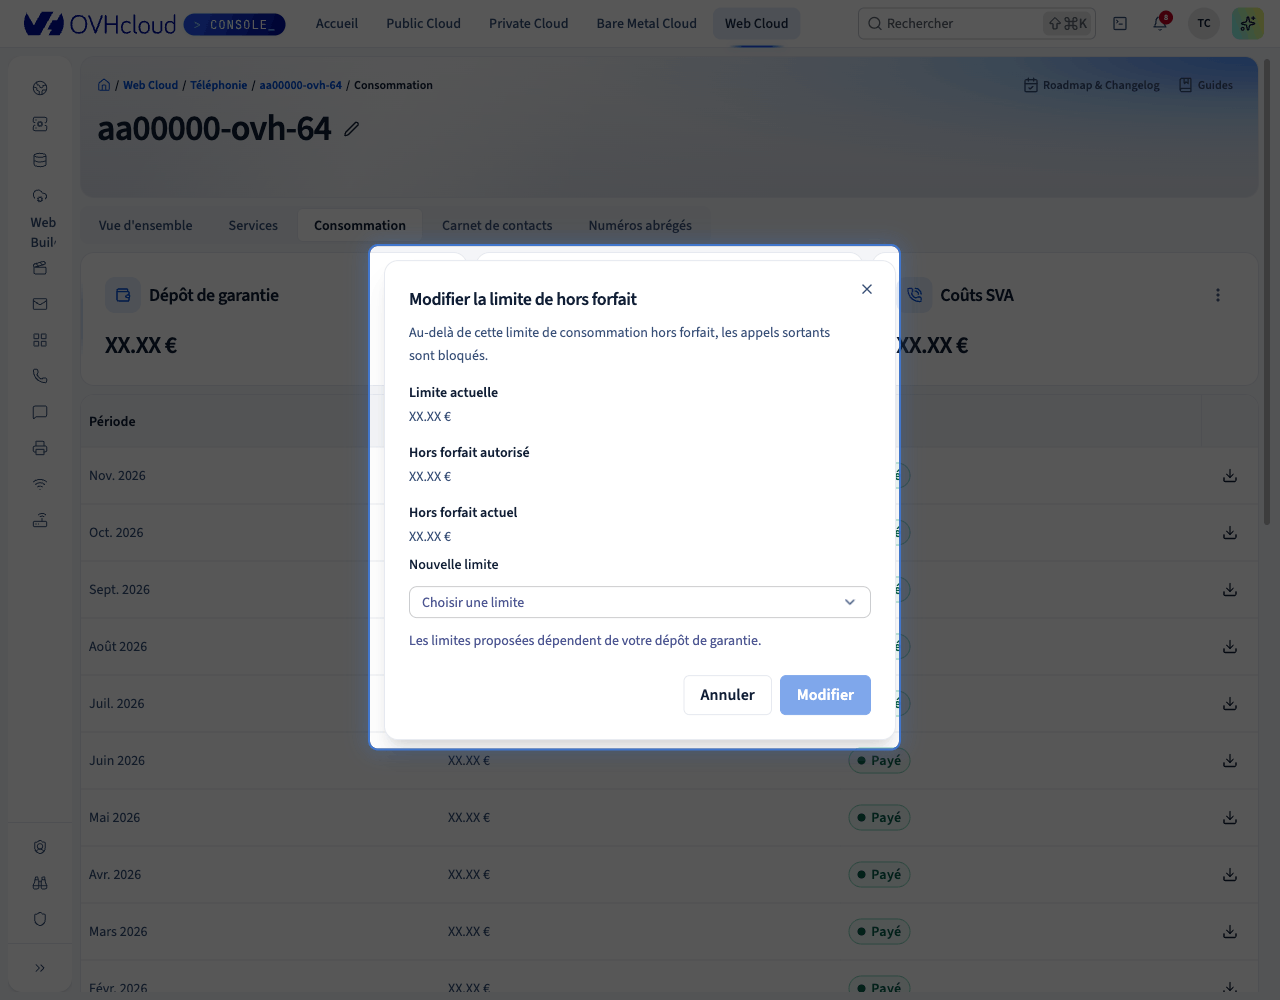 OVHcloud
> CONSOLE_
Accueil
Public Cloud
Private Cloud
Bare Metal Cloud
Web Cloud
Rechercher
⇧⌘K
8
TC
/ Web Cloud / Téléphonie / aa00000-ovh-64 / Consommation
Roadmap & Changelog
Guides
aa00000-ovh-64
Web
Vue d'ensemble
Services
Consommation
Carnet de contacts
Numéros abrégés
Dépôt de garantie
XX.XX €
Coûts SVA
XX.XX €
Modifier la limite de hors forfait
Au-delà de cette limite de consommation hors forfait, les appels sortants
sont bloqués.
Limite actuelle
XX.XX €
Hors forfait autorisé
XX.XX €
Hors forfait actuel
XX.XX €
Nouvelle limite
Choisir une limite
Les limites proposées dépendent de votre dépôt de garantie.
Annuler
Modifier
Période
Nov. 2026
Oct. 2026
Sept. 2026
Août 2026
Juil. 2026
Juin 2026
XX.XX €
Payé
Mai 2026
XX.XX €
Payé
Avr. 2026
XX.XX €
Payé
Mars 2026
XX.XX €
Payé
Févr. 2026
XX.XX €
Payé